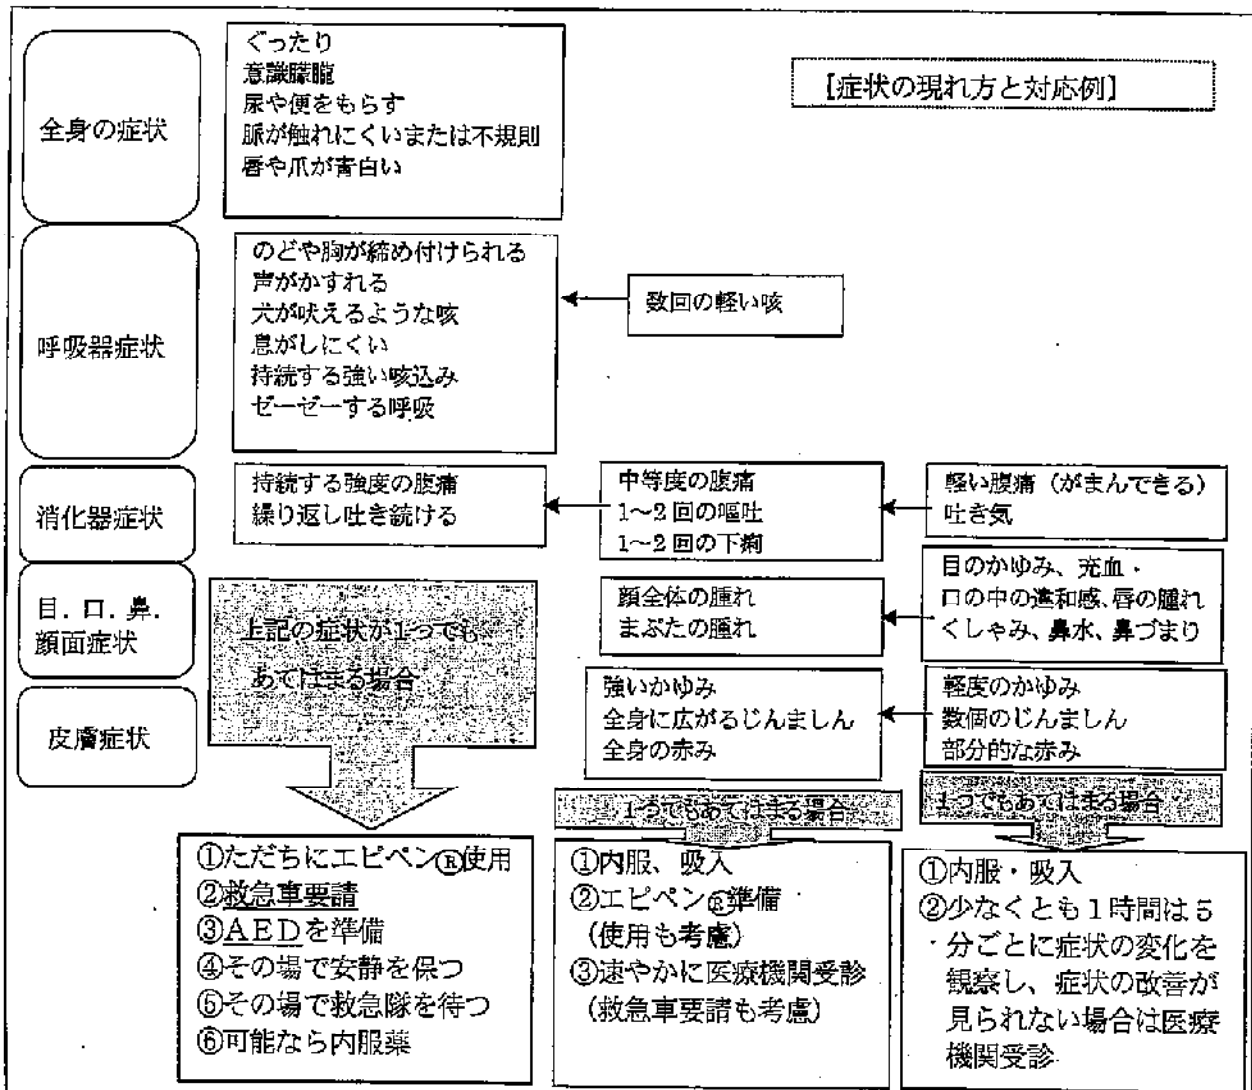 【症状の現れ方と対応例】
全身の症状
ぐったり
意識朦朧
尿や便をもらす
脈が触れにくいまたは不規則
唇や爪が青白い
呼吸器症状
のどや胸が締め付けられる
声がかすれる
犬が吠えるような咳
息がしにくい
持続する強い咳込み
ゼーゼーする呼吸
数回の軽い咳
消化器症状
持続する強度の腹痛
繰り返し吐き続ける
中等度の腹痛
1～2回の嘔吐
1～2回の下痢
軽い腹痛（がまんできる）
吐き気
目.口.鼻.
顔面症状
顔全体の腫れ
まぶたの腫れ
目のかゆみ、充血・
口の中の違和感、唇の腫れ
くしゃみ、鼻水、鼻づまり
皮膚症状
強いかゆみ
全身に広がるじんましん
全身の赤み
軽度のかゆみ
数個のじんましん
部分的な赤み
上記の症状が1つでも
あてはまる場合
1つでもあてはまる場合
1つでもあてはまる場合
①ただちにエピペン®使用
②救急車要請
③AEDを準備
④その場で安静を保つ
⑤その場で救急隊を待つ
⑥可能なら内服薬
①内服、吸入
②エピペン®準備
（使用も考慮）
③速やかに医療機関受診
（救急車要請も考慮）
①内服・吸入
②少なくとも1時間は5
分ごとに症状の変化を
観察し、症状の改善が
見られない場合は医療
機関受診